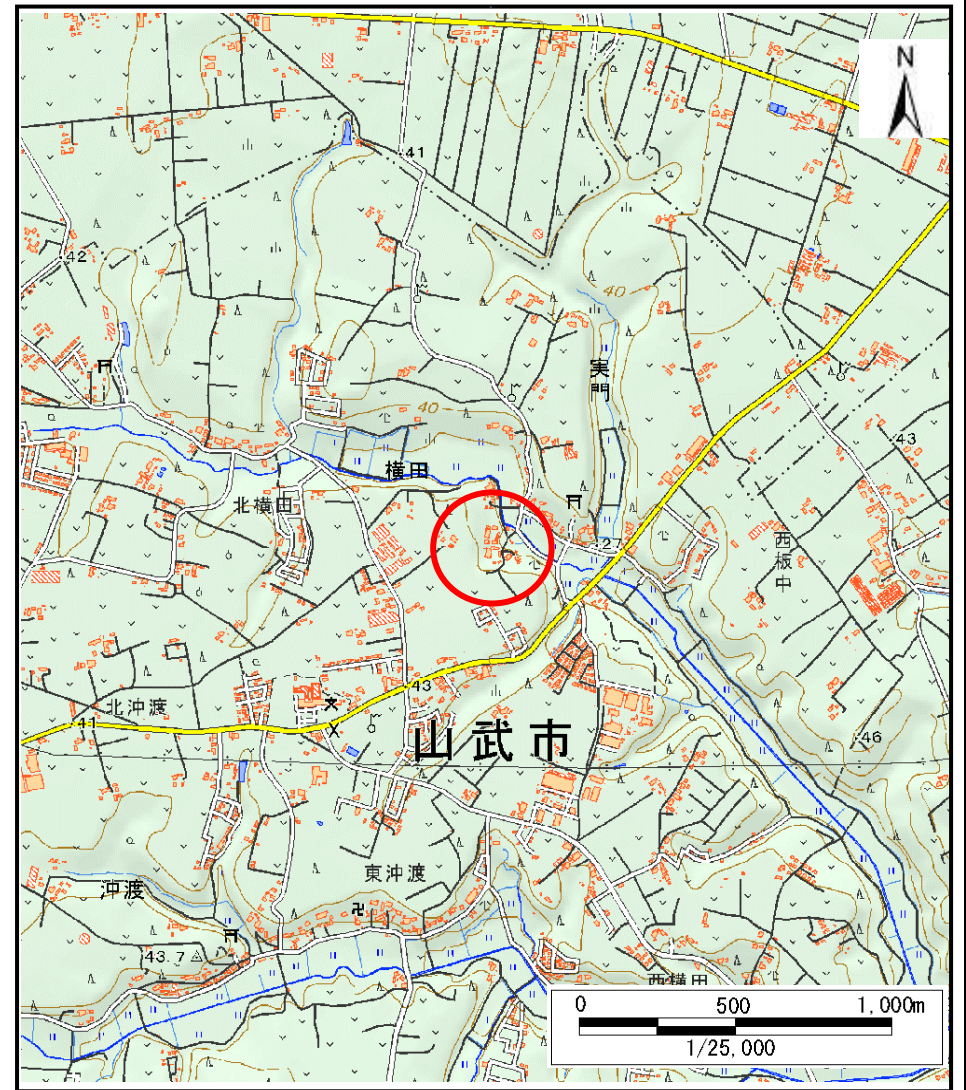 N
41
42
40
実門
40
43
横田
北横田
27
西板中
43
北沖渡
41
山武市
46
東沖渡
沖渡
43.7
西横田
0 500 1,000m
1/25,000